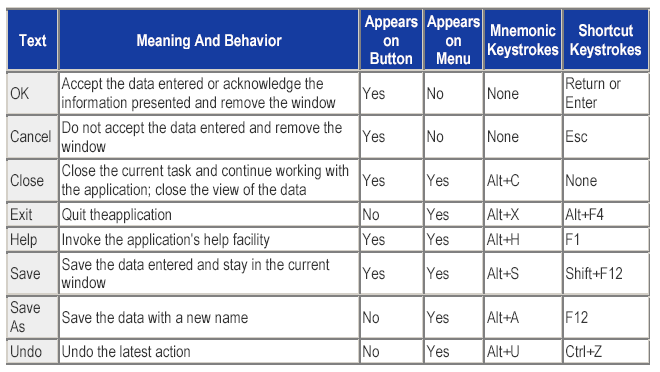 Text Meaning And Behavior Appears on Button Appears on Menu Mnemonic Keystrokes Shortcut Keystrokes
OK Accept the data entered or acknowledge the information presented and remove the window Yes No None Return or Enter
Cancel Do not accept the data entered and remove the window Yes No None Esc
Close Close the current task and continue working with the application; close the view of the data Yes Yes Alt+C None
Exit Quit theapplication No Yes Alt+X Alt+F4
Help Invoke the application's help facility Yes Yes Alt+H F1
Save Save the data entered and stay in the current window Yes Yes Alt+S Shift+F12
Save As Save the data with a new name No Yes Alt+A F12
Undo Undo the latest action No Yes Alt+U Ctrl+Z